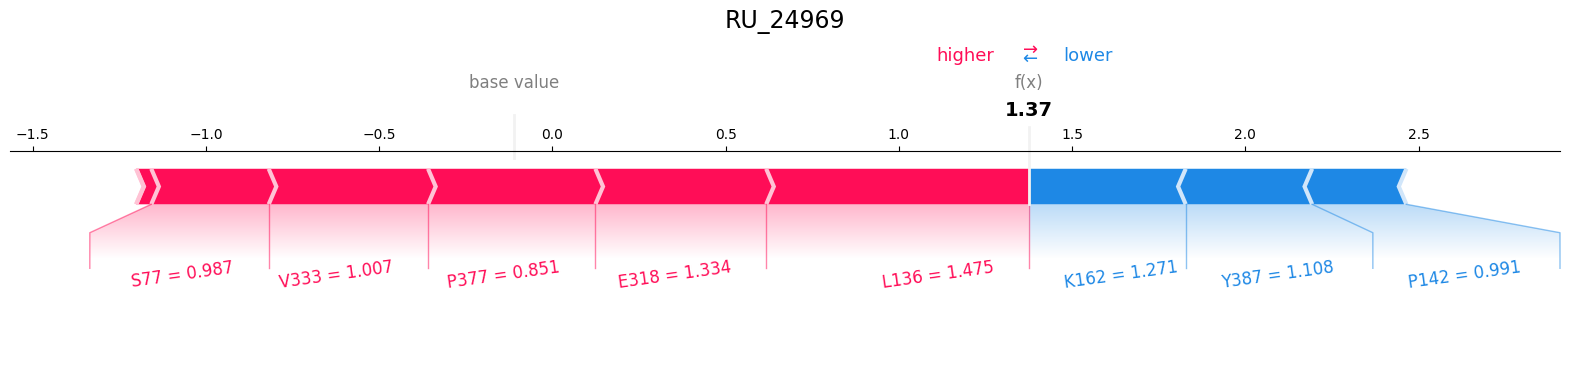 RU_24969
higher ⇄ lower
base value f(x)
1.37
−1.5 −1.0 −0.5 0.0 0.5 1.0 1.5 2.0 2.5
S77 = 0.987 V333 = 1.007 P377 = 0.851 E318 = 1.334 L136 = 1.475 K162 = 1.271 Y387 = 1.108 P142 = 0.991